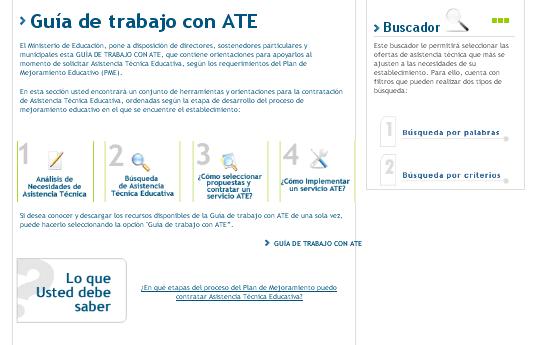 Guía de trabajo con ATE
El Ministerio de Educación, pone a disposición de directores, sostenedores particulares y
municipales esta GUÍA DE TRABAJO CON ATE, que contiene orientaciones para apoyarlos al
momento de solicitar Asistencia Técnica Educativa, según los requerimientos del Plan de
Mejoramiento Educativo (PME).
En esta sección usted encontrará un conjunto de herramientas y orientaciones para la contratación
de Asistencia Técnica Educativa, ordenadas según la etapa de desarrollo del proceso de
mejoramiento educativo en el que se encuentre el establecimiento:
1
Análisis de
Necesidades de
Asistencia Técnica
2
Búsqueda
de Asistencia
Técnica Educativa
3
¿Cómo seleccionar
propuestas y
contratar un
servicio ATE?
4
¿Cómo implementar
un servicio ATE?
Si desea conocer y descargar los recursos disponibles de la Guía de trabajo con ATE de una sola vez,
puede hacerlo seleccionando la opción "Guía de trabajo con ATE".
GUÍA DE TRABAJO CON ATE
?
Lo que
Usted debe
saber
¿En qué etapas del proceso del Plan de Mejoramiento puedo
contratar Asistencia Técnica Educativa?
Buscador
Este buscador le permitirá seleccionar las
ofertas de asistencia técnica que más se
ajusten a las necesidades de su
establecimiento. Para ello, cuenta con
filtros que pueden realizar dos tipos de
búsqueda:
1
Búsqueda por palabras
2
Búsqueda por criterios